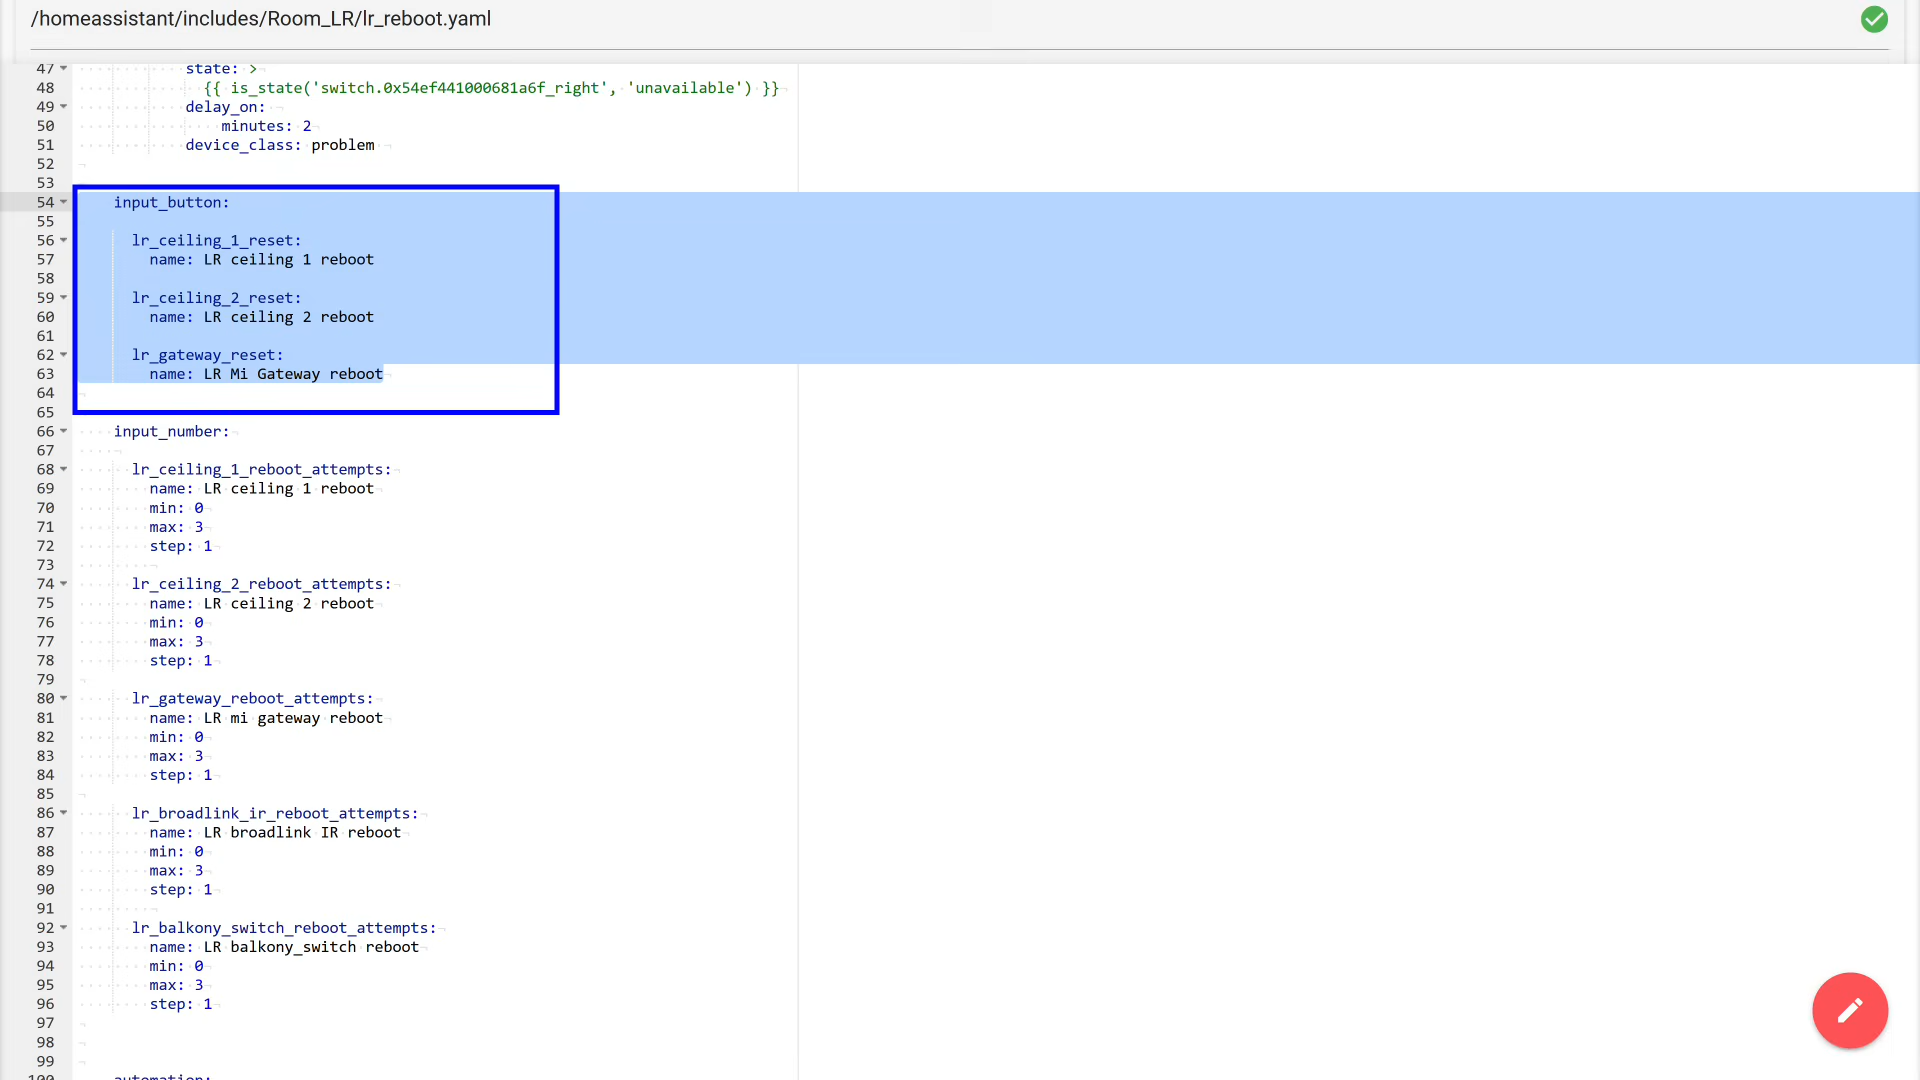 /homeassistant/includes/Room_LR/lr_reboot.yaml
47 state: >
48 {{ is_state('switch.0x54ef441000681a6f_right', 'unavailable') }}
49 delay_on:
50 minutes: 2
51 device_class: problem
52
53
54 input_button:
55
56 lr_ceiling_1_reset:
57 name: LR ceiling 1 reboot
58
59 lr_ceiling_2_reset:
60 name: LR ceiling 2 reboot
61
62 lr_gateway_reset:
63 name: LR Mi Gateway reboot
64
65
66 input_number:
67
68 lr_ceiling_1_reboot_attempts:
69 name: LR ceiling 1 reboot
70 min: 0
71 max: 3
72 step: 1
73
74 lr_ceiling_2_reboot_attempts:
75 name: LR ceiling 2 reboot
76 min: 0
77 max: 3
78 step: 1
79
80 lr_gateway_reboot_attempts:
81 name: LR mi gateway reboot
82 min: 0
83 max: 3
84 step: 1
85
86 lr_broadlink_ir_reboot_attempts:
87 name: LR broadlink IR reboot
88 min: 0
89 max: 3
90 step: 1
91
92 lr_balkony_switch_reboot_attempts:
93 name: LR balkony_switch reboot
94 min: 0
95 max: 3
96 step: 1
97
98
99
100 automation: